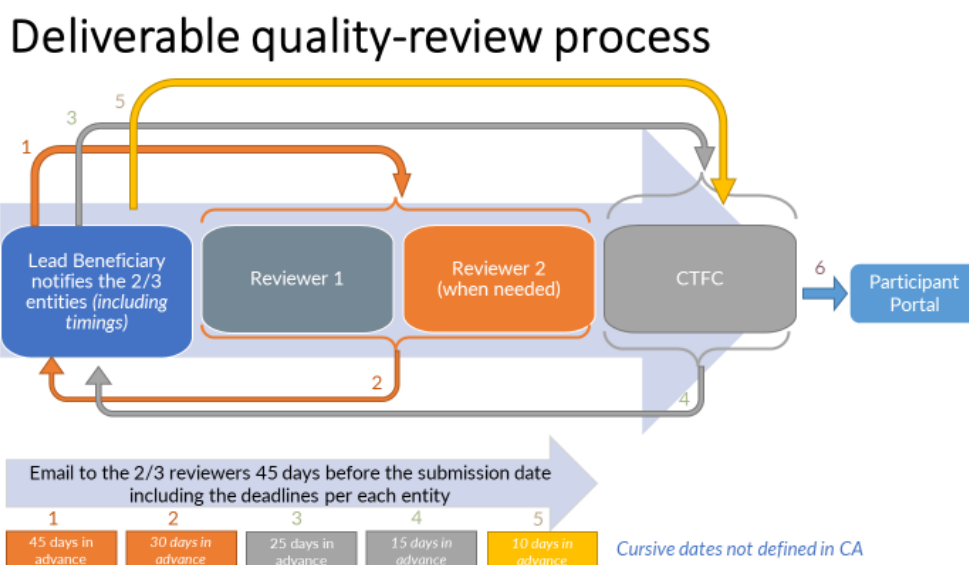 Deliverable quality-review process
5
3
1
Lead Beneficiary
notifies the 2/3
entities (including
timings)
Reviewer 1
Reviewer 2
(when needed)
CTFC
6
Participant
Portal
2
4
Email to the 2/3 reviewers 45 days before the submission date
including the deadlines per each entity
1
2
3
4
5
45 days in
advance
30 days in
advance
25 days in
advance
15 days in
advance
10 days in
advance
Cursive dates not defined in CA